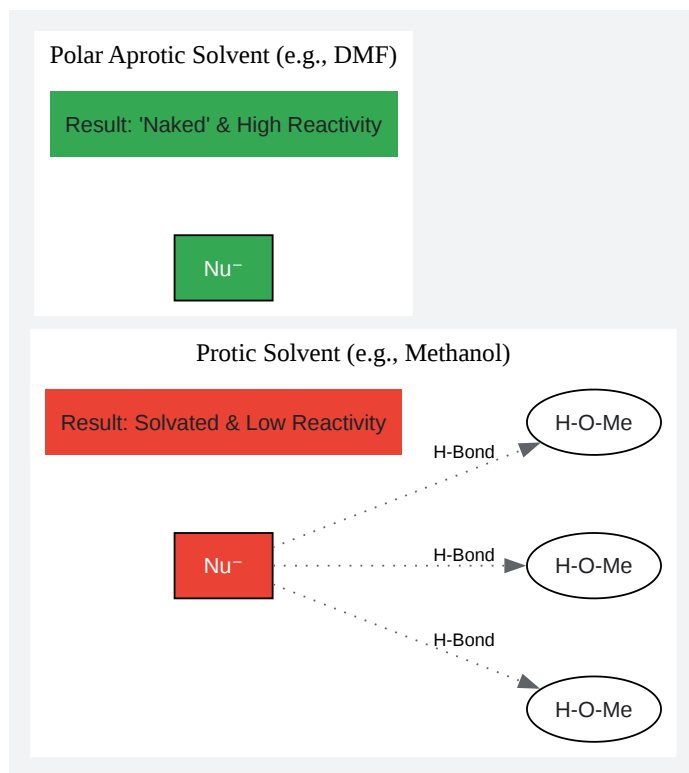 Polar Aprotic Solvent (e.g., DMF)
Result: 'Naked' & High Reactivity
Nu⁻
Protic Solvent (e.g., Methanol)
Result: Solvated & Low Reactivity
H-O-Me
H-Bond
Nu⁻
H-Bond
H-O-Me
H-Bond
H-O-Me